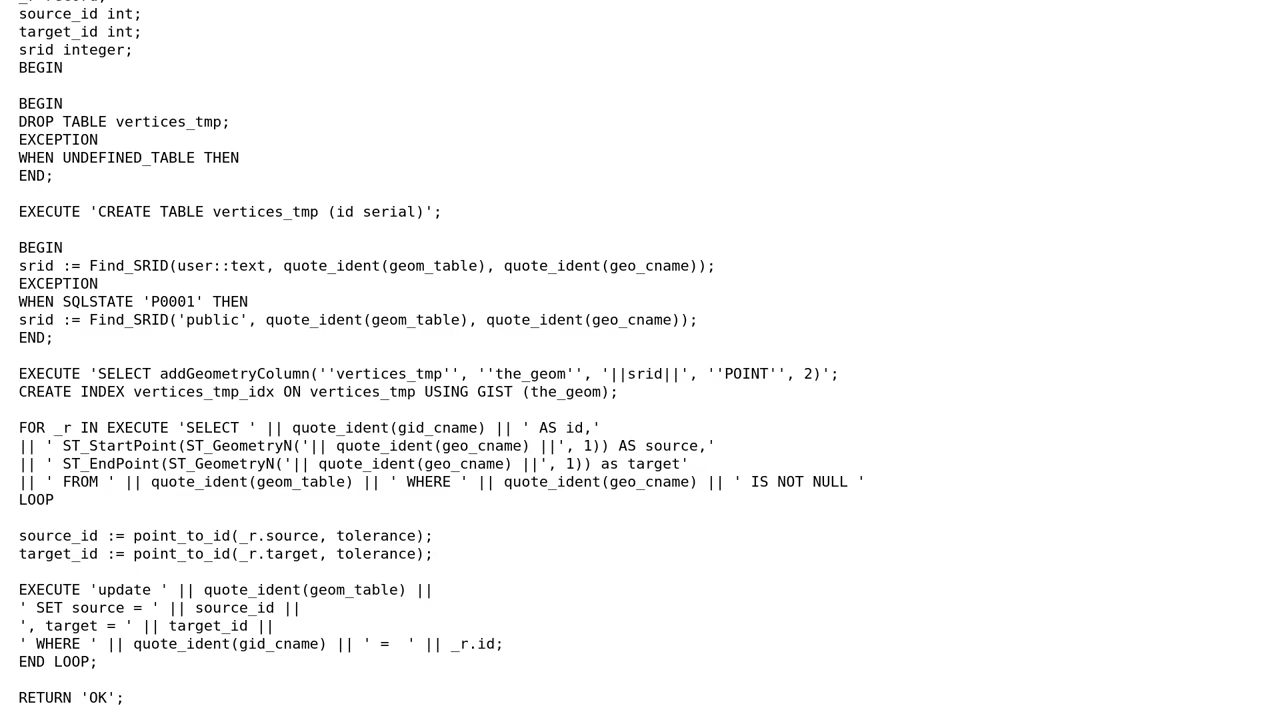 _r record;
source_id int;
target_id int;
srid integer;
BEGIN
BEGIN
DROP TABLE vertices_tmp;
EXCEPTION
WHEN UNDEFINED_TABLE THEN
END;
EXECUTE 'CREATE TABLE vertices_tmp (id serial)';
BEGIN
srid := Find_SRID(user::text, quote_ident(geom_table), quote_ident(geo_cname));
EXCEPTION
WHEN SQLSTATE 'P0001' THEN
srid := Find_SRID('public', quote_ident(geom_table), quote_ident(geo_cname));
END;
EXECUTE 'SELECT addGeometryColumn(''vertices_tmp'', ''the_geom'', '||srid||', ''POINT'', 2)';
CREATE INDEX vertices_tmp_idx ON vertices_tmp USING GIST (the_geom);
FOR _r IN EXECUTE 'SELECT ' || quote_ident(gid_cname) || ' AS id,'
|| ' ST_StartPoint(ST_GeometryN('|| quote_ident(geo_cname) ||', 1)) AS source,'
|| ' ST_EndPoint(ST_GeometryN('|| quote_ident(geo_cname) ||', 1)) as target'
|| ' FROM ' || quote_ident(geom_table) || ' WHERE ' || quote_ident(geo_cname) || ' IS NOT NULL '
LOOP
source_id := point_to_id(_r.source, tolerance);
target_id := point_to_id(_r.target, tolerance);
EXECUTE 'update ' || quote_ident(geom_table) ||
' SET source = ' || source_id ||
', target = ' || target_id ||
' WHERE ' || quote_ident(gid_cname) || ' =  ' || _r.id;
END LOOP;
RETURN 'OK';